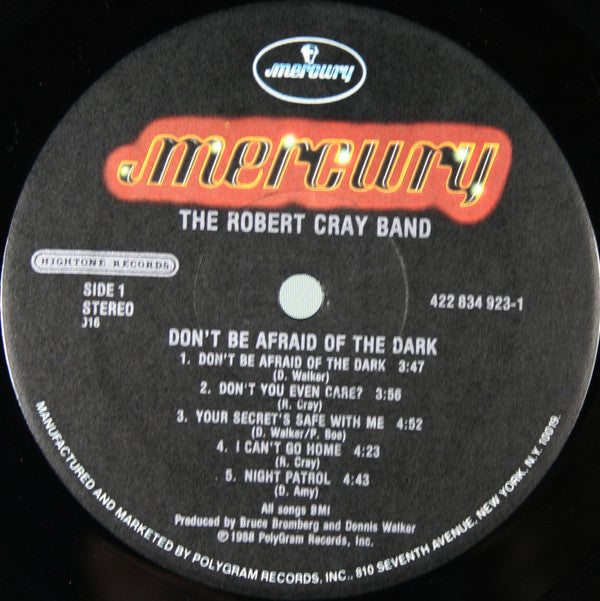 mercury
mercury
THE ROBERT CRAY BAND
HIGHTONE RECORDS
SIDE 1
STEREO
J16
422 834 923-1
DON'T BE AFRAID OF THE DARK
1. DON'T BE AFRAID OF THE DARK 3:47
(D. Walker)
2. DON'T YOU EVEN CARE? 3:56
(R. Cray)
3. YOUR SECRET'S SAFE WITH ME 4:52
(D. Walker/P. Boe)
4. I CAN'T GO HOME 4:23
(R. Cray)
5. NIGHT PATROL 4:43
(D. Amy)
All songs BMI
Produced by Bruce Bromberg and Dennis Walker
©1988 PolyGram Records, Inc.
MANUFACTURED AND MARKETED BY POLYGRAM RECORDS, INC., 810 SEVENTH AVENUE, NEW YORK, N.Y. 10019.